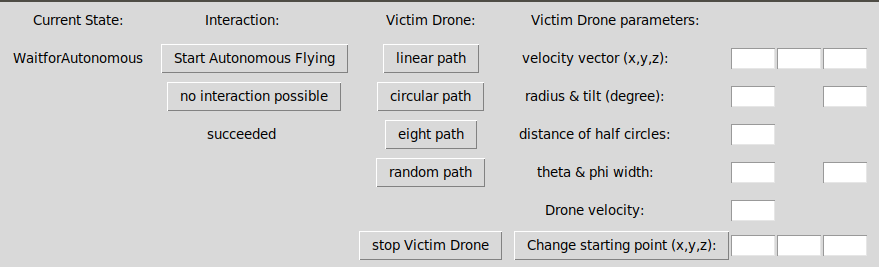 Current State: Interaction: Victim Drone: Victim Drone parameters:
WaitforAutonomous Start Autonomous Flying linear path velocity vector (x,y,z):
no interaction possible circular path radius & tilt (degree):
succeeded eight path distance of half circles:
random path theta & phi width:
Drone velocity:
stop Victim Drone Change starting point (x,y,z):